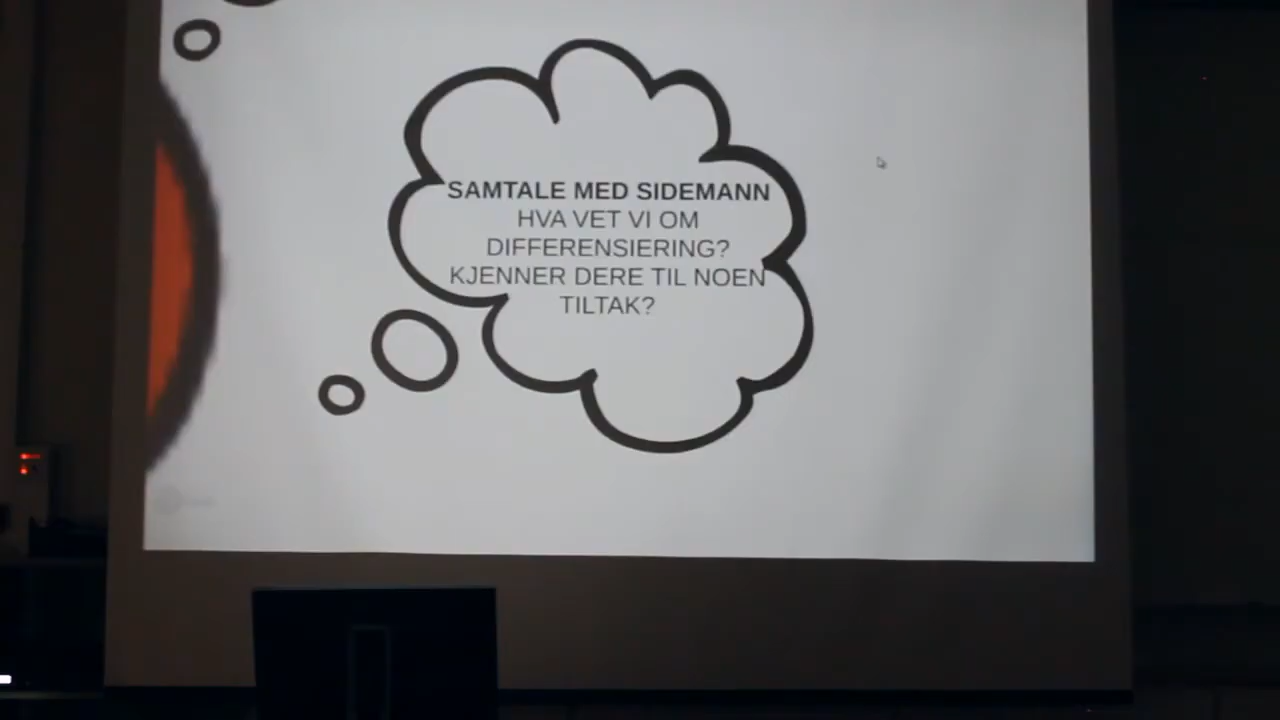 SAMTALE MED SIDEMANN
HVA VET VI OM
DIFFERENSIERING?
KJENNER DERE TIL NOEN
TILTAK?